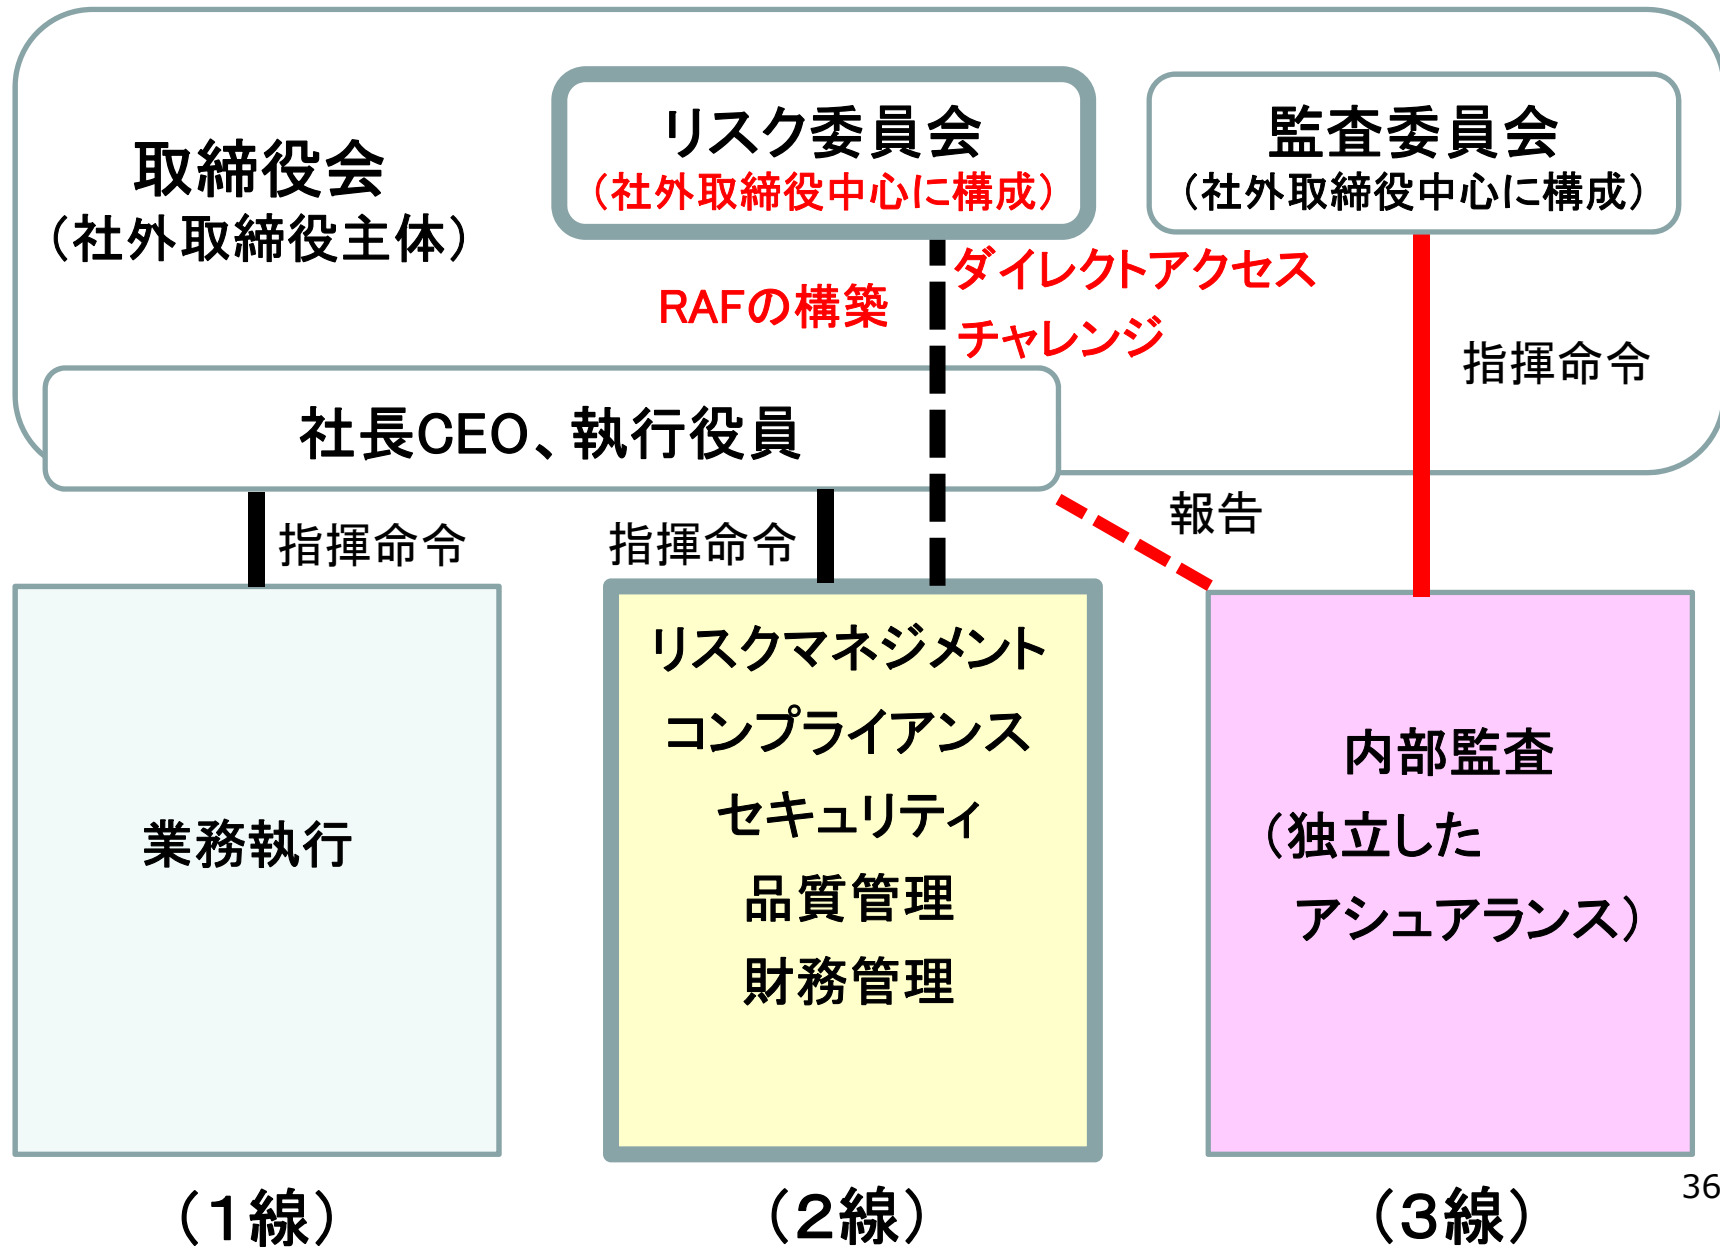 取締役会
（社外取締役主体）
リスク委員会
（社外取締役中心に構成）
監査委員会
（社外取締役中心に構成）
RAFの構築
ダイレクトアクセス
チャレンジ
指揮命令
社長CEO、執行役員
指揮命令
指揮命令
報告
業務執行
リスクマネジメント
コンプライアンス
セキュリティ
品質管理
財務管理
内部監査
（独立した
アシュアランス）
（1線）
（2線）
（3線）
36